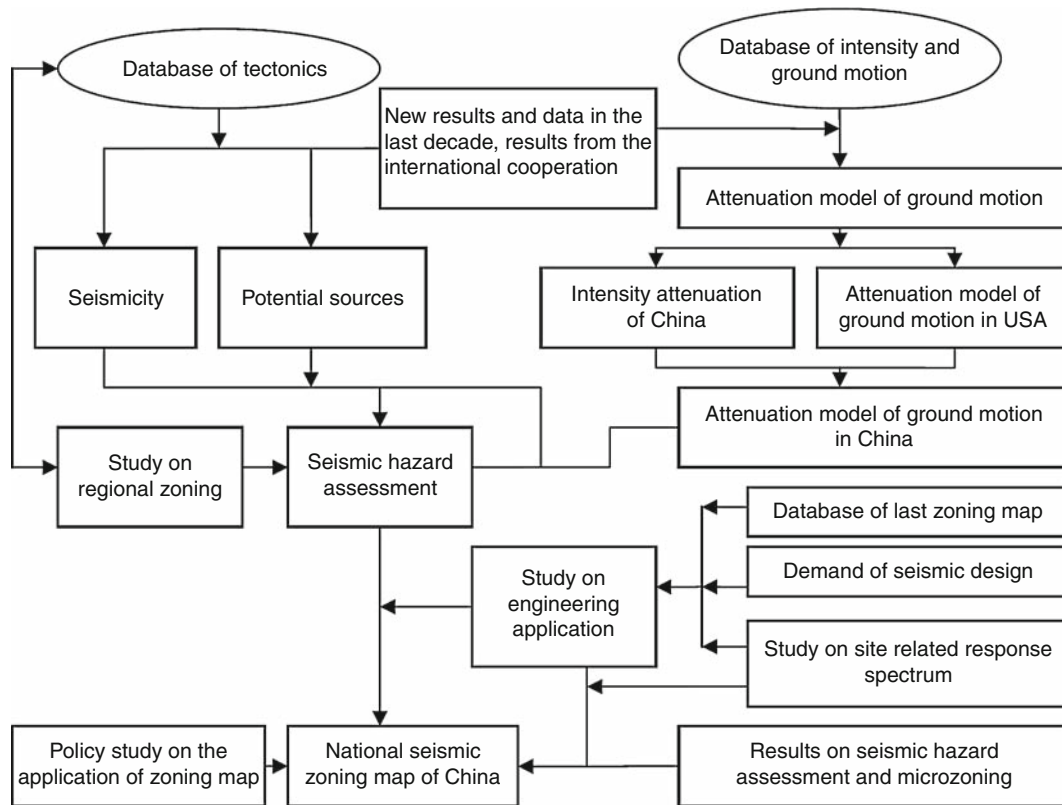 Database of tectonics
Database of intensity and
ground motion
New results and data in the
last decade, results from the
international cooperation
Attenuation model of ground motion
Seismicity
Potential sources
Intensity attenuation
of China
Attenuation model of
ground motion in USA
Attenuation model of ground motion
in China
Study on
regional zoning
Seismic hazard
assessment
Database of last zoning map
Study on
engineering
application
Demand of seismic design
Study on site related response
spectrum
Policy study on the
application of zoning map
National seismic
zoning map of China
Results on seismic hazard
assessment and microzoning